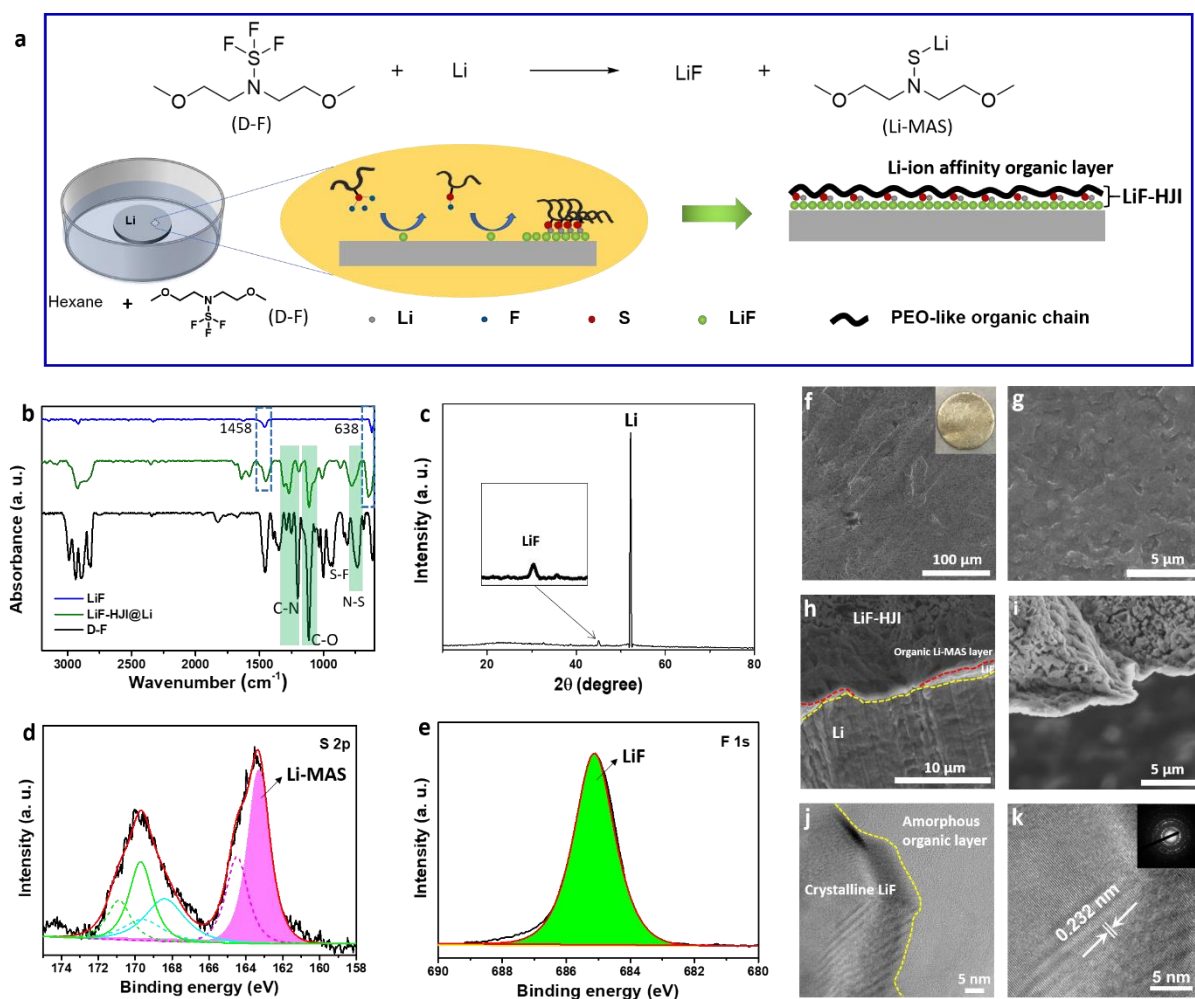 a
F
F F
S
Li
S
N
N
O
O
O
O
+
Li
LiF
+
(D-F)
(Li-MAS)
Li-ion affinity organic layer
LiF-HJI
Li
Hexane
+
O
N
O
F
S
F
F
(D-F)
Li
F
S
LiF
PEO-like organic chain
b
1458
638
S-F
C-N
N-S
C-O
LiF
LiF-HJI@Li
D-F
3000
2500
2000
1500
1000
Wavenumber (cm⁻¹)
Absorbance (a. u.)
c
Li
LiF
20
40
60
80
2θ (degree)
Intensity (a. u.)
d
S 2p
Li-MAS
174
172
170
168
166
164
162
160
158
Binding energy (eV)
Intensity (a. u.)
e
F 1s
LiF
690
688
686
684
682
680
Binding energy (eV)
Intensity (a. u.)
f
100 µm
g
5 µm
h
LiF-HJI
Organic Li-MAS layer
LiF
Li
10 µm
i
5 µm
j
Amorphous
organic layer
Crystalline LiF
5 nm
k
0.232 nm
5 nm